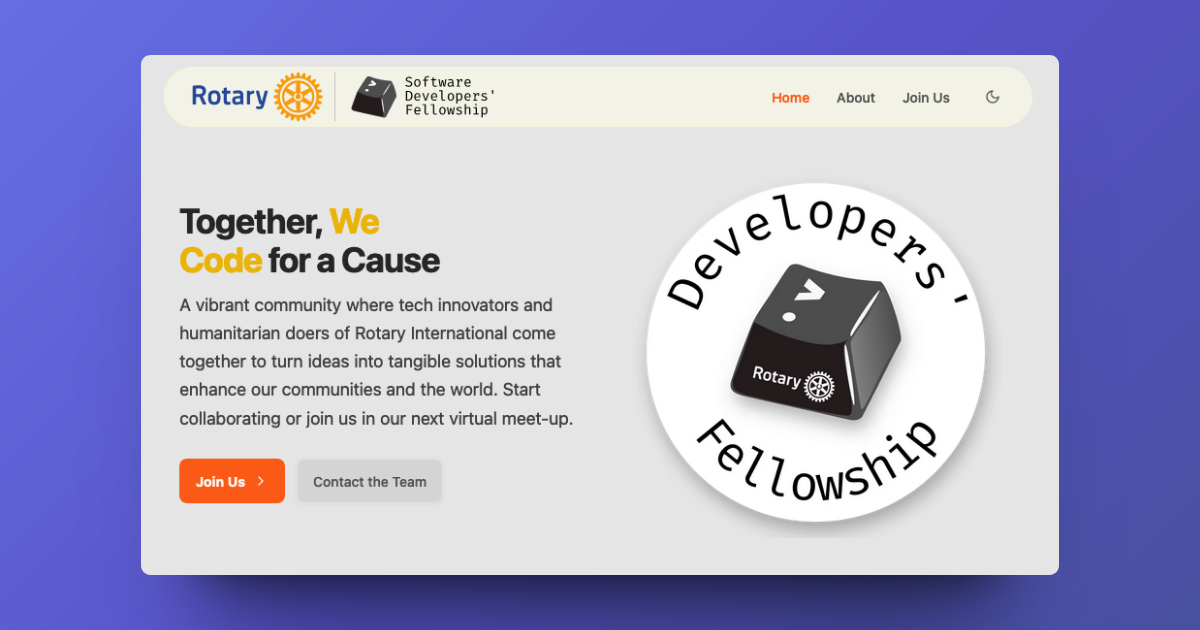 Rotary
Software
Developers'
Fellowship
Home About Join Us
Together, We
Code for a Cause
A vibrant community where tech innovators and
humanitarian doers of Rotary International come
together to turn ideas into tangible solutions that
enhance our communities and the world. Start
collaborating or join us in our next virtual meet-up.
Join Us
Contact the Team
Developers'
Rotary
Fellowship